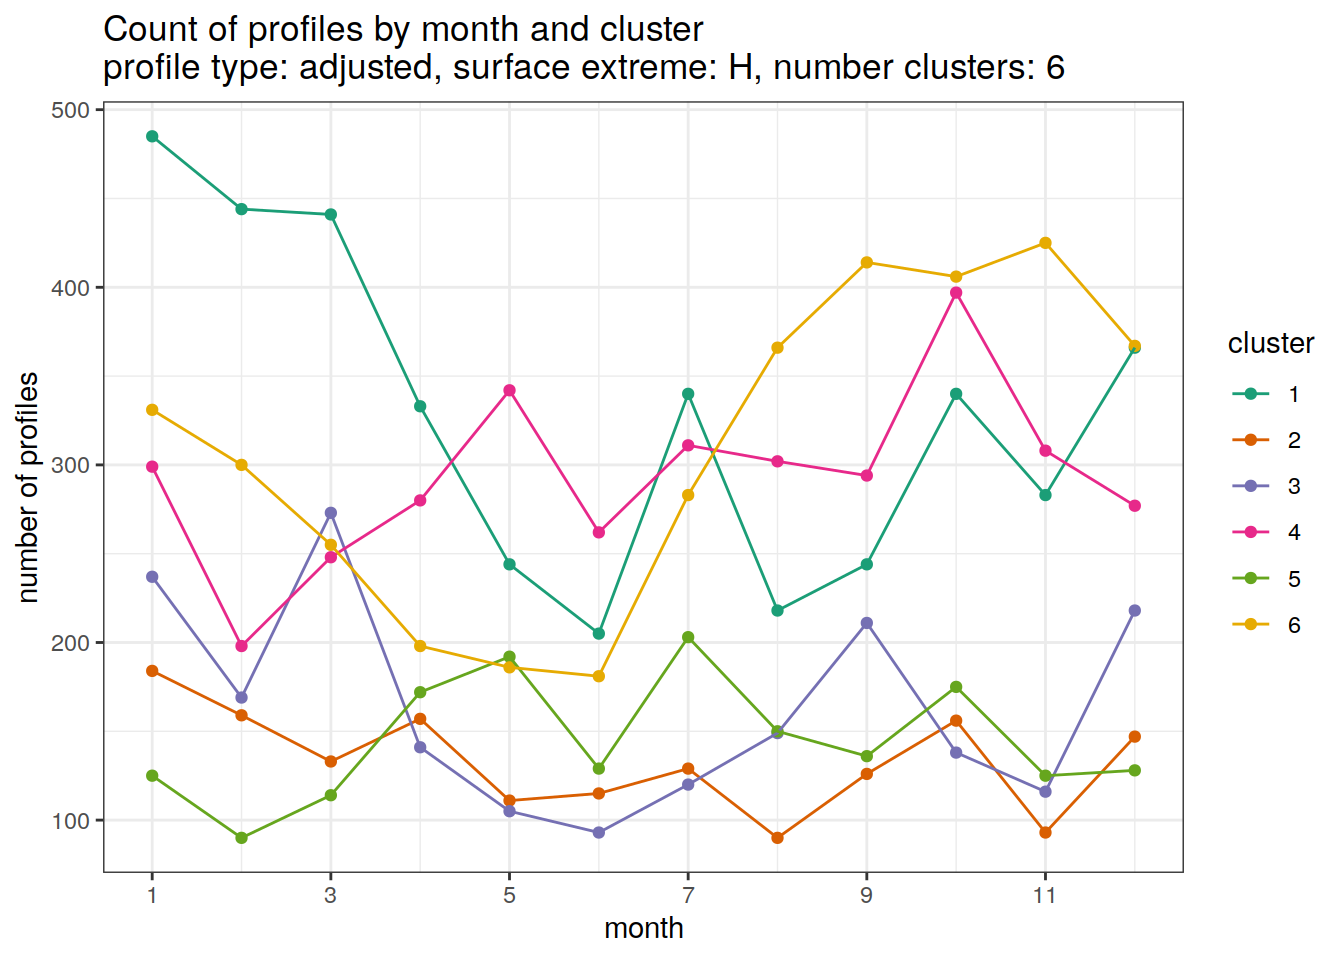 Count of profiles by month and cluster
profile type: adjusted, surface extreme: H, number clusters: 6
500
400
300
200
100
number of profiles
1 3 5 7 9 11
month
cluster
1
2
3
4
5
6